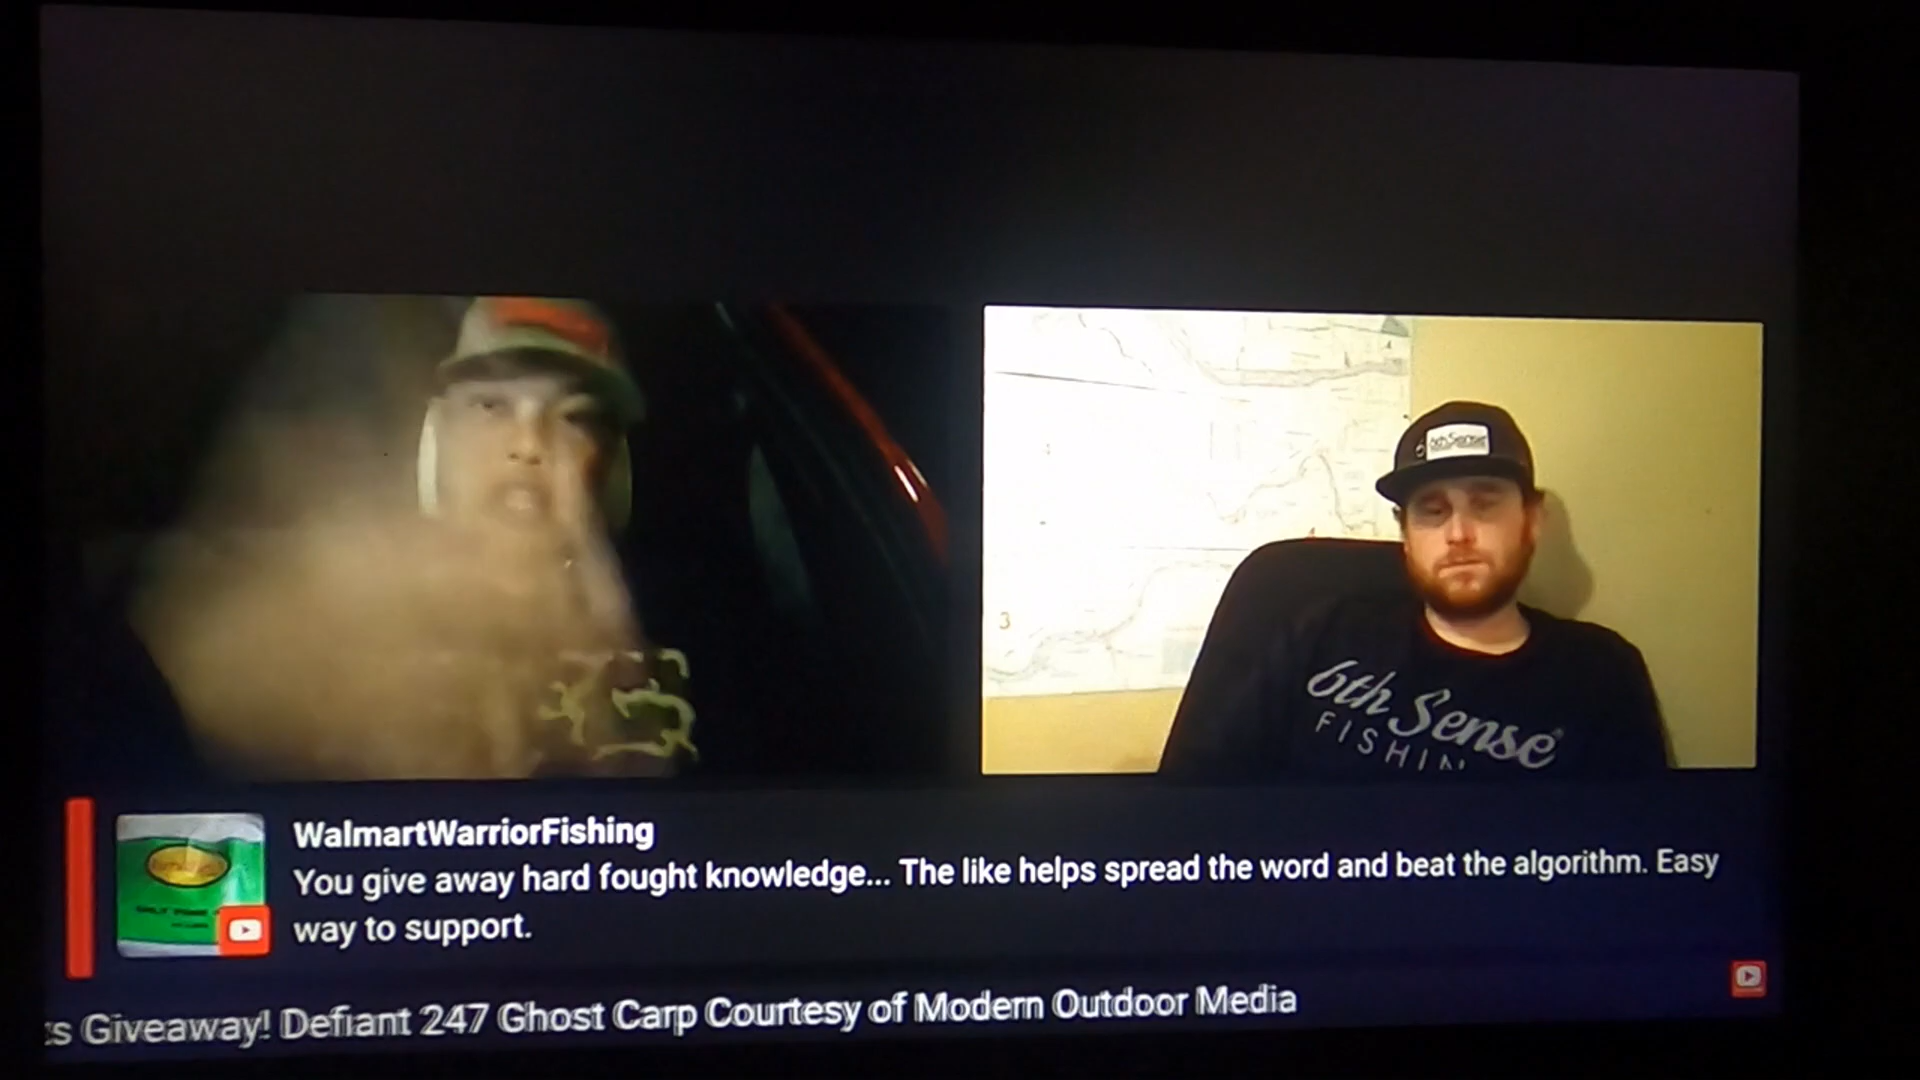 6th Sense
6th Sense
FISHIN
3
WalmartWarriorFishing
You give away hard fought knowledge... The like helps spread the word and beat the algorithm. Easy
way to support.
s Giveaway! Defiant 247 Ghost Carp Courtesy of Modern Outdoor Media